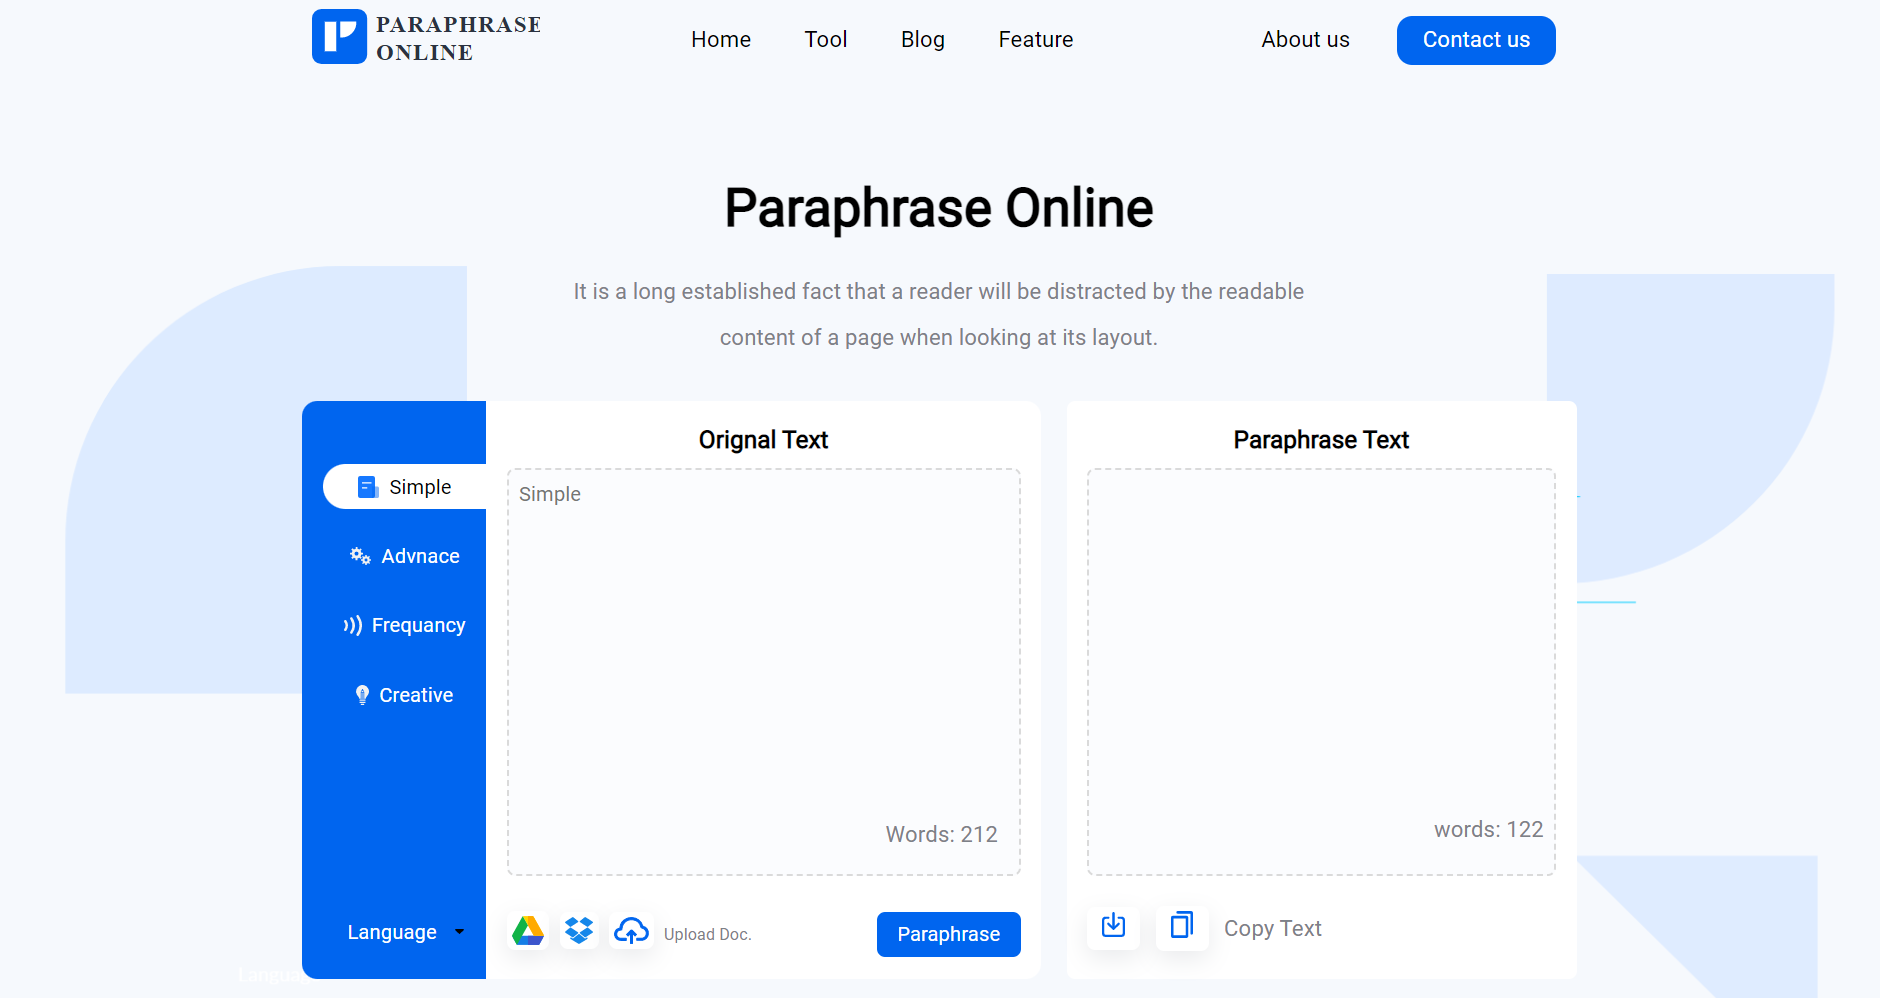 PARAPHRASE
ONLINE
Home Tool Blog Feature About us Contact us
Paraphrase Online
It is a long established fact that a reader will be distracted by the readable
content of a page when looking at its layout.
Orignal Text
Paraphrase Text
Simple
Simple
Advnace
Frequancy
Creative
Words: 212
words: 122
Language
Upload Doc.
Paraphrase
Copy Text